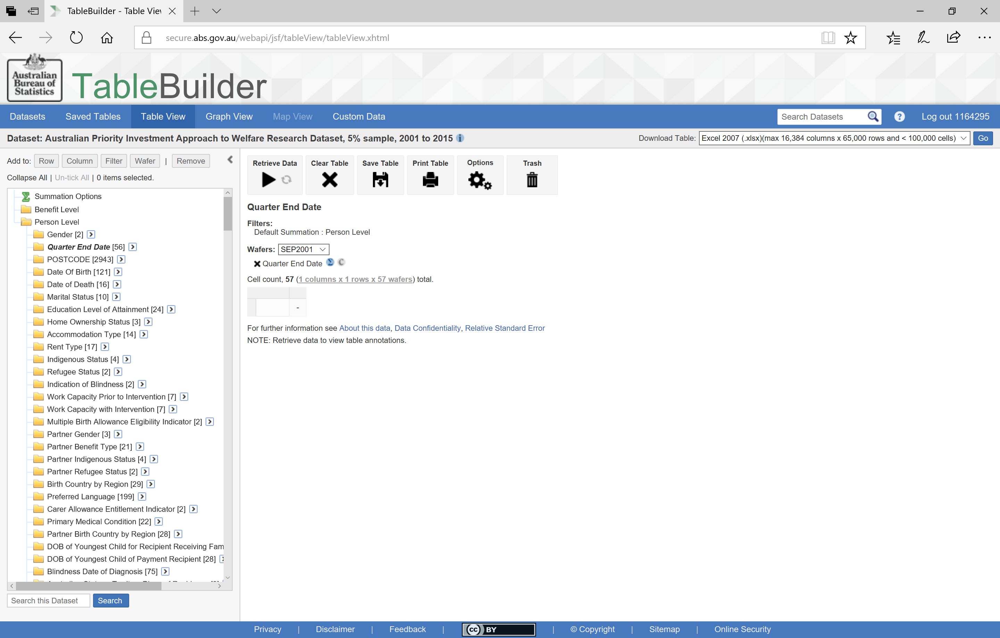 TableBuilder - Table Vie
secure.abs.gov.au/webapi/jsf/tableView/tableView.xhtml
Australian
Bureau of
Statistics
TableBuilder
Datasets Saved Tables Table View Graph View Map View Custom Data Search Datasets ? Log out 1164295
Dataset: Australian Priority Investment Approach to Welfare Research Dataset, 5% sample, 2001 to 2015 i Download Table: Excel 2007 (.xlsx)(max 16,384 columns x 65,000 rows and < 100,000 cells) Go
Add to: Row Column Filter Wafer | Remove
Collapse All | Un-tick All | 0 items selected.
Summation Options
Benefit Level
Person Level
Gender [2]
Quarter End Date [56]
POSTCODE [2943]
Date Of Birth [121]
Date of Death [16]
Marital Status [10]
Education Level of Attainment [24]
Home Ownership Status [3]
Accommodation Type [14]
Rent Type [17]
Indigenous Status [4]
Refugee Status [2]
Indication of Blindness [2]
Work Capacity Prior to Intervention [7]
Work Capacity with Intervention [7]
Multiple Birth Allowance Eligibility Indicator [2]
Partner Gender [3]
Partner Benefit Type [21]
Partner Indigenous Status [4]
Partner Refugee Status [2]
Birth Country by Region [29]
Preferred Language [199]
Carer Allowance Entitlement Indicator [2]
Primary Medical Condition [22]
Partner Birth Country by Region [28]
DOB of Youngest Child for Recipient Receiving Fam
DOB of Youngest Child of Payment Recipient [28]
Blindness Date of Diagnosis [75]
Search this Dataset Search
Retrieve Data Clear Table Save Table Print Table Options Trash
Quarter End Date
Filters:
Default Summation : Person Level
Wafers: SEP2001
Quarter End Date Σ C
Cell count, 57 (1 columns x 1 rows x 57 wafers) total.
-
For further information see About this data, Data Confidentiality, Relative Standard Error
NOTE: Retrieve data to view table annotations.
Privacy | Disclaimer | Feedback | cc BY | © Copyright | Sitemap | Online Security